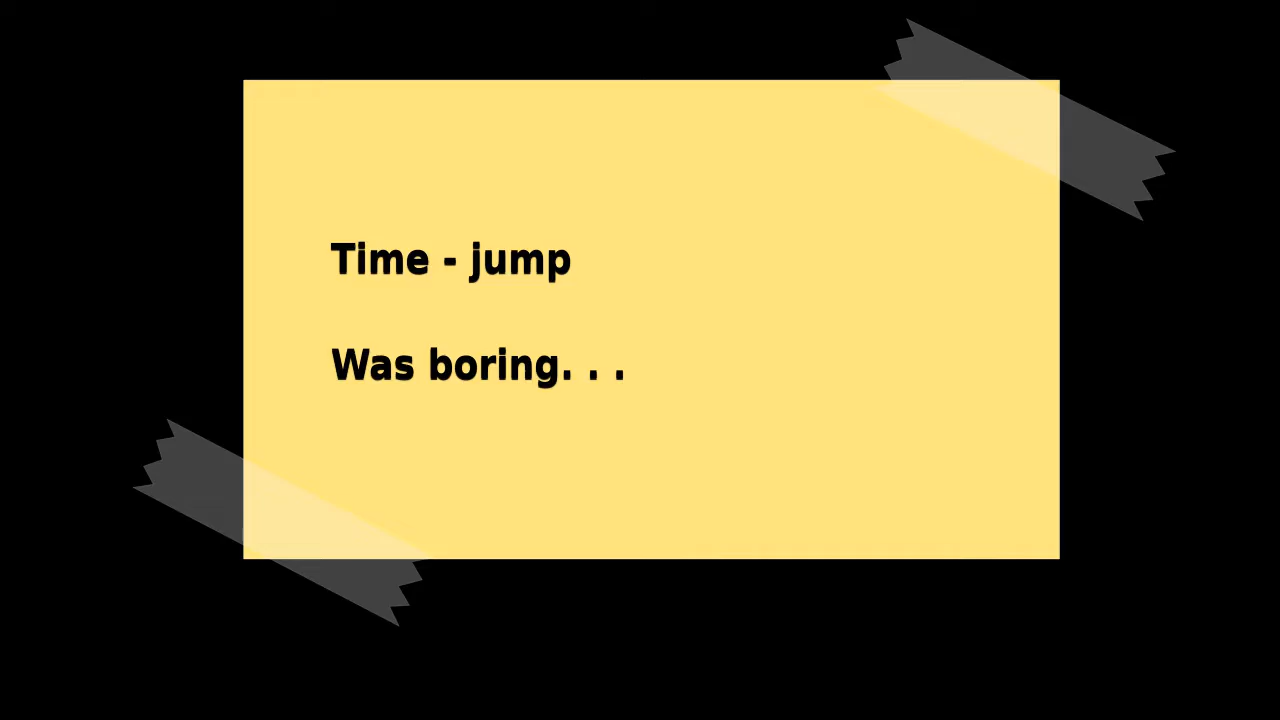 Time - jump
Was boring. . .